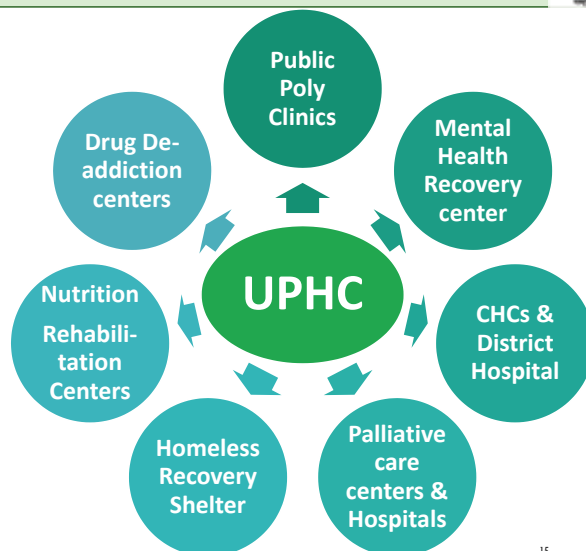 Public
Poly
Clinics
Mental
Health
Recovery
center
CHCs &
District
Hospital
Palliative
care
centers &
Hospitals
Homeless
Recovery
Shelter
Nutrition
Rehabili-
tation
Centers
Drug De-
addiction
centers
UPHC